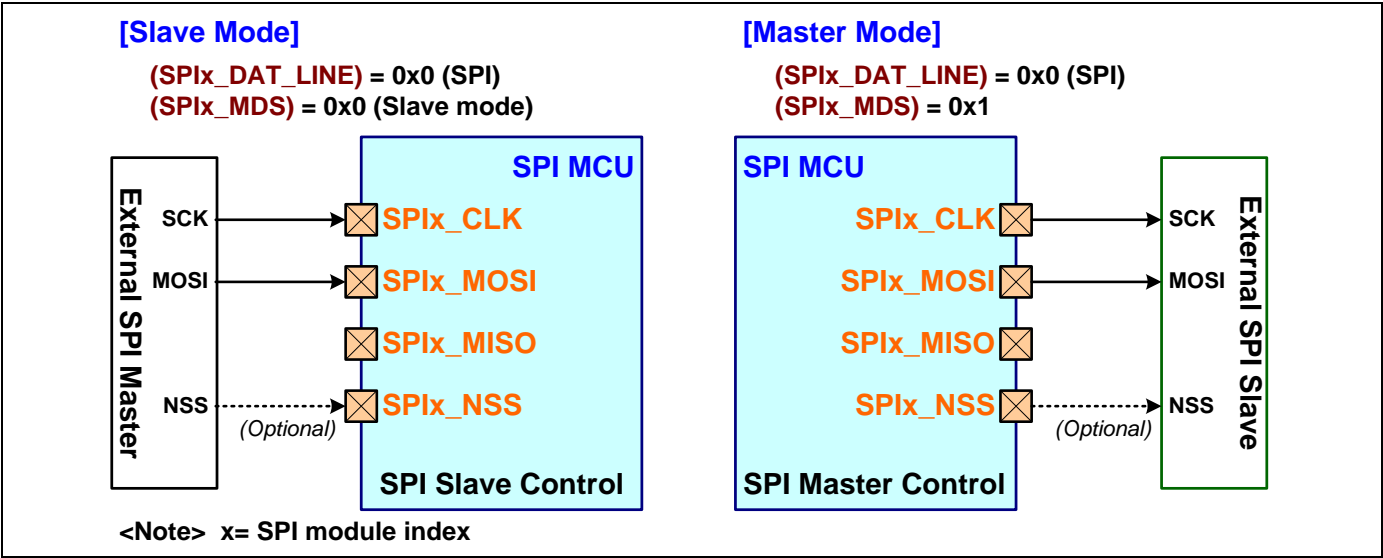 [Slave Mode]
(SPIx_DAT_LINE) = 0x0 (SPI)
(SPIx_MDS) = 0x0 (Slave mode)
External SPI Master
SCK
MOSI
NSS
(Optional)
SPI MCU
SPIx_CLK
SPIx_MOSI
SPIx_MISO
SPIx_NSS
SPI Slave Control
[Master Mode]
(SPIx_DAT_LINE) = 0x0 (SPI)
(SPIx_MDS) = 0x1
SPI MCU
SPIx_CLK
SPIx_MOSI
SPIx_MISO
SPIx_NSS
SPI Master Control
(Optional)
SCK
MOSI
NSS
External SPI Slave
<Note> x= SPI module index